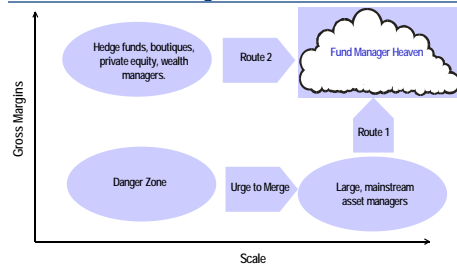 Gross Margins
Hedge funds, boutiques,
private equity, wealth
managers.
Route 2
Fund Manager Heaven
Route 1
Danger Zone
Urge to Merge
Large, mainstream
asset managers
Scale